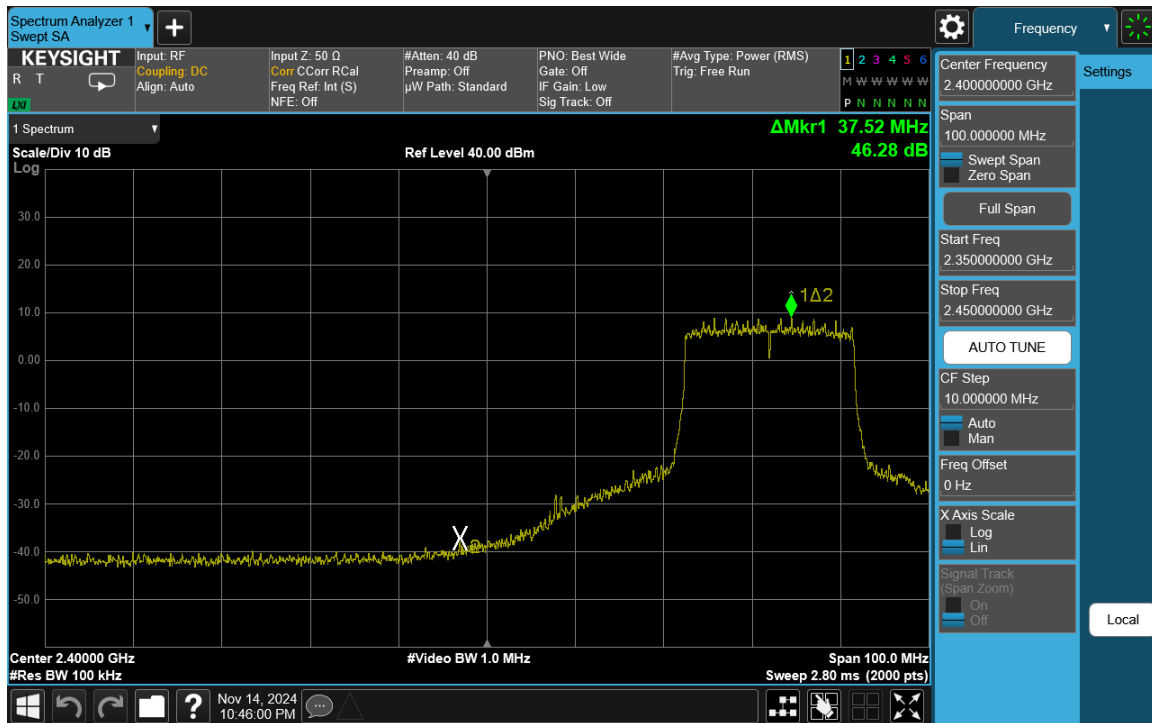 Spectrum Analyzer 1
Swept SA
Frequency
KEYSIGHT
R T
LXI
Input: RF
Coupling: DC
Align: Auto
Input Z: 50 Ω
Corr CCorr RCal
Freq Ref: Int (S)
NFE: Off
#Atten: 40 dB
Preamp: Off
µW Path: Standard
PNO: Best Wide
Gate: Off
IF Gain: Low
Sig Track: Off
#Avg Type: Power (RMS)
Trig: Free Run
1 2 3 4 5 6
M W W W W W
P N N N N N
1 Spectrum
Scale/Div 10 dB
Log
Ref Level 40.00 dBm
ΔMkr1 37.52 MHz
46.28 dB
30.0
20.0
10.0
0.00
-10.0
-20.0
-30.0
-40.0
-50.0
1Δ2
X
Center 2.40000 GHz
#Res BW 100 kHz
#Video BW 1.0 MHz
Span 100.0 MHz
Sweep 2.80 ms (2000 pts)
Center Frequency
2.400000000 GHz
Span
100.000000 MHz
Swept Span
Zero Span
Full Span
Start Freq
2.350000000 GHz
Stop Freq
2.450000000 GHz
AUTO TUNE
CF Step
10.000000 MHz
Auto
Man
Freq Offset
0 Hz
X Axis Scale
Log
Lin
Signal Track
(Span Zoom)
On
Off
Settings
Local
?
Nov 14, 2024
10:46:00 PM